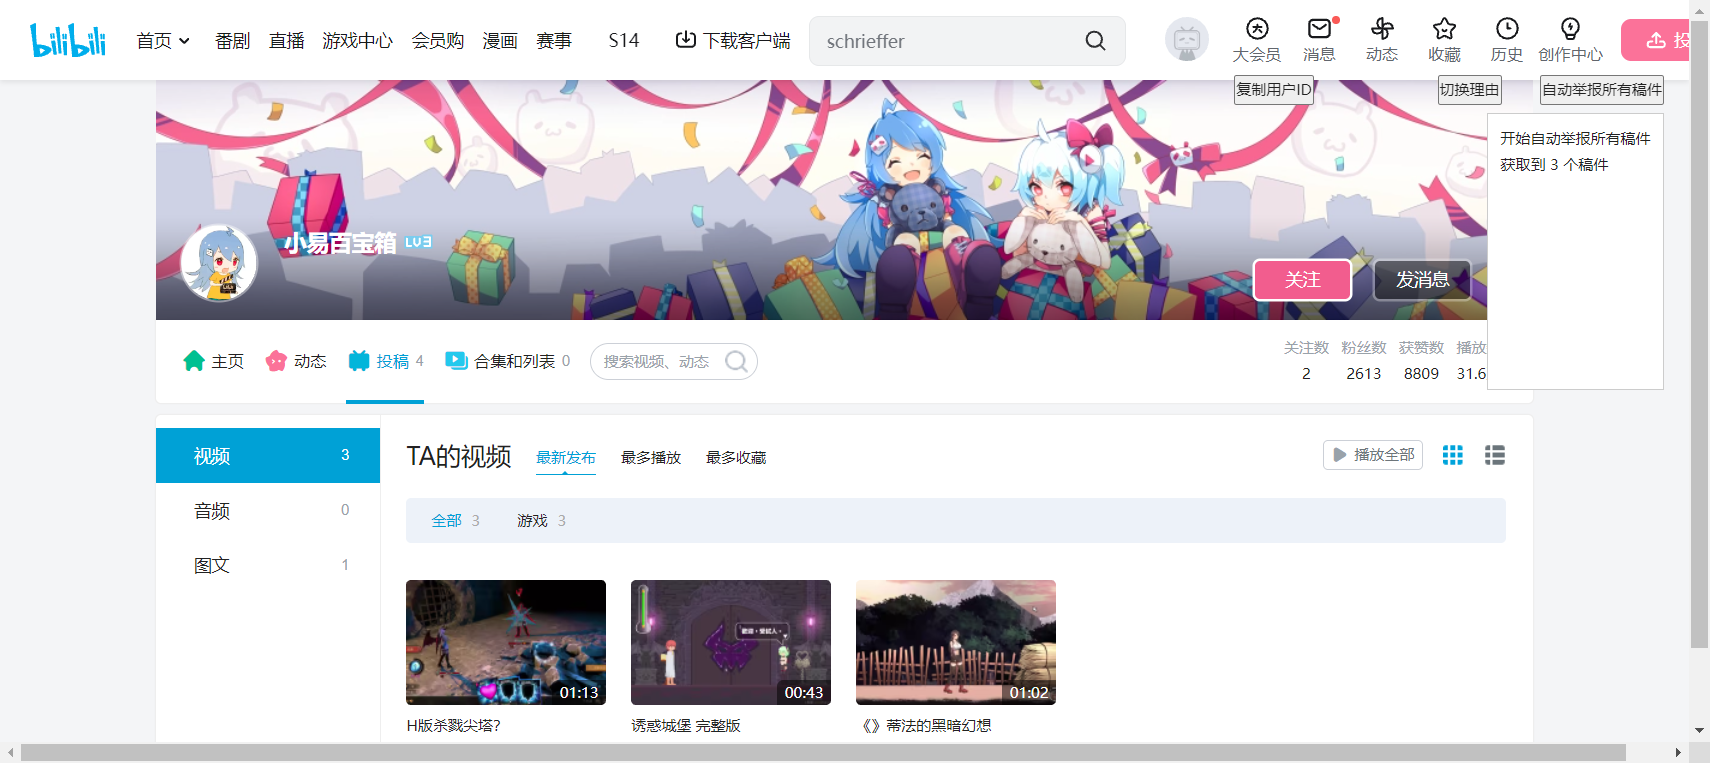 bilibili 首页 番剧 直播 游戏中心 会员购 漫画 赛事 S14 下载客户端 schrieffer 大会员 消息 动态 收藏 历史 创作中心 投
复制用户ID 切换理由 自动举报所有稿件
开始自动举报所有稿件
获取到 3 个稿件
小易百宝箱 LV3
关注 发消息
主页 动态 投稿 4 合集和列表 0 搜索视频、动态
关注数 粉丝数 获赞数 播放
2 2613 8809 31.6
视频 3
音频 0
图文 1
TA的视频 最新发布 最多播放 最多收藏 播放全部
全部 3 游戏 3
01:13 00:43 01:02
H版杀戮尖塔?
诱惑城堡 完整版
《》蒂法的黑暗幻想